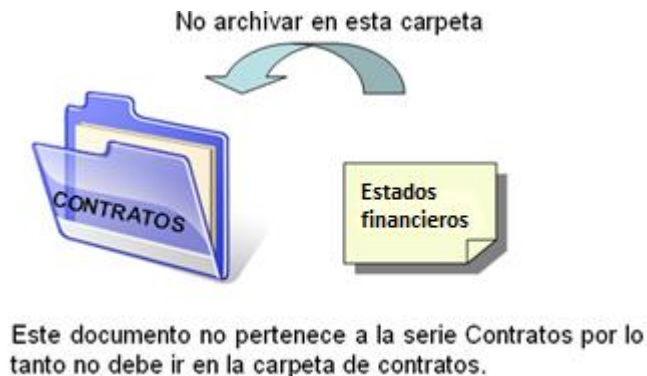 No archivar en esta carpeta
CONTRATOS
Estados
financieros
Este documento no pertenece a la serie Contratos por lo
tanto no debe ir en la carpeta de contratos.